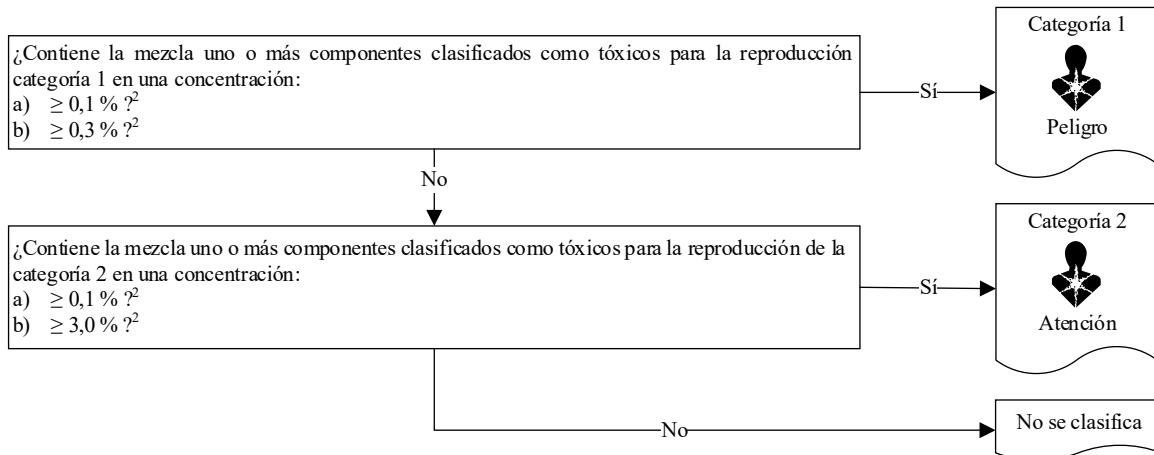 Categoría 1
¿Contiene la mezcla uno o más componentes clasificados como tóxicos para la reproducción
categoría 1 en una concentración:
a) ≥ 0,1 % ?²
b) ≥ 0,3 % ?²
Sí
Peligro
No
Categoría 2
¿Contiene la mezcla uno o más componentes clasificados como tóxicos para la reproducción de la
categoría 2 en una concentración:
a) ≥ 0,1 % ?²
b) ≥ 3,0 % ?²
Sí
Atención
No
No se clasifica